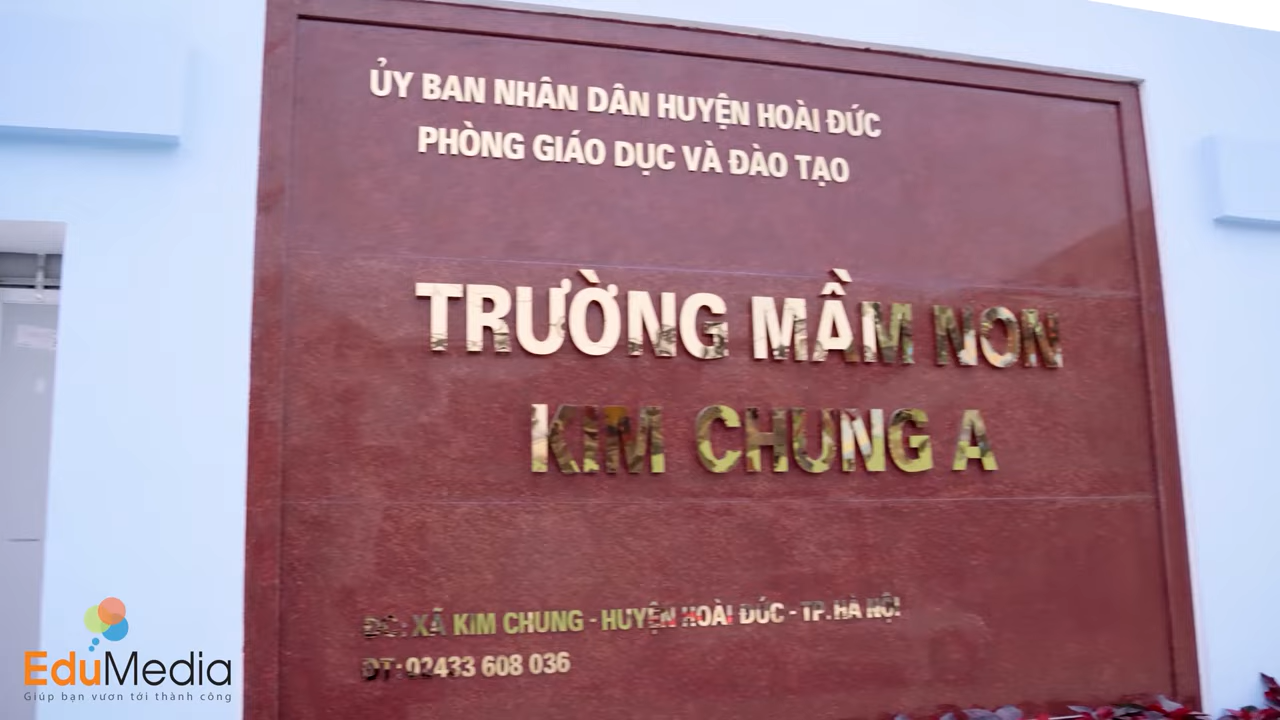 ỦY BAN NHÂN DÂN HUYỆN HOÀI ĐỨC
PHÒNG GIÁO DỤC VÀ ĐÀO TẠO
TRƯỜNG MẦM NON
KIM CHUNG A
ĐC: XÃ KIM CHUNG - HUYỆN HOÀI ĐỨC - TP. HÀ NỘI
ĐT: 02433 608 036
EduMedia
Giúp bạn vươn tới thành công